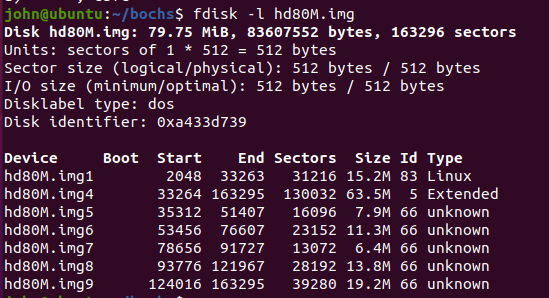 john@ubuntu:~/bochs$ fdisk -l hd80M.img
Disk hd80M.img: 79.75 MiB, 83607552 bytes, 163296 sectors
Units: sectors of 1 * 512 = 512 bytes
Sector size (logical/physical): 512 bytes / 512 bytes
I/O size (minimum/optimal): 512 bytes / 512 bytes
Disklabel type: dos
Disk identifier: 0xa433d739
Device     Boot  Start    End Sectors  Size Id Type
hd80M.img1        2048  33263   31216 15.2M 83 Linux
hd80M.img4       33264 163295  130032 63.5M  5 Extended
hd80M.img5       35312  51407   16096  7.9M 66 unknown
hd80M.img6       53456  76607   23152 11.3M 66 unknown
hd80M.img7       78656  91727   13072  6.4M 66 unknown
hd80M.img8       93776 121967   28192 13.8M 66 unknown
hd80M.img9      124016 163295   39280 19.2M 66 unknown